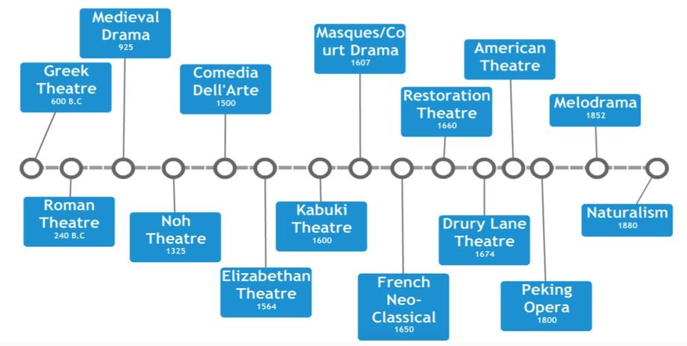 Medieval
Drama
925
Masques/Co
urt Drama
1607
American
Theatre
Greek
Theatre
600 B.C
Comedia
Dell'Arte
1500
Restoration
Theatre
1660
Melodrama
1852
Roman
Theatre
240 B.C
Noh
Theatre
1325
Kabuki
Theatre
1600
Drury Lane
Theatre
1674
Naturalism
1880
Elizabethan
Theatre
1564
French
Neo-
Classical
1650
Peking
Opera
1800